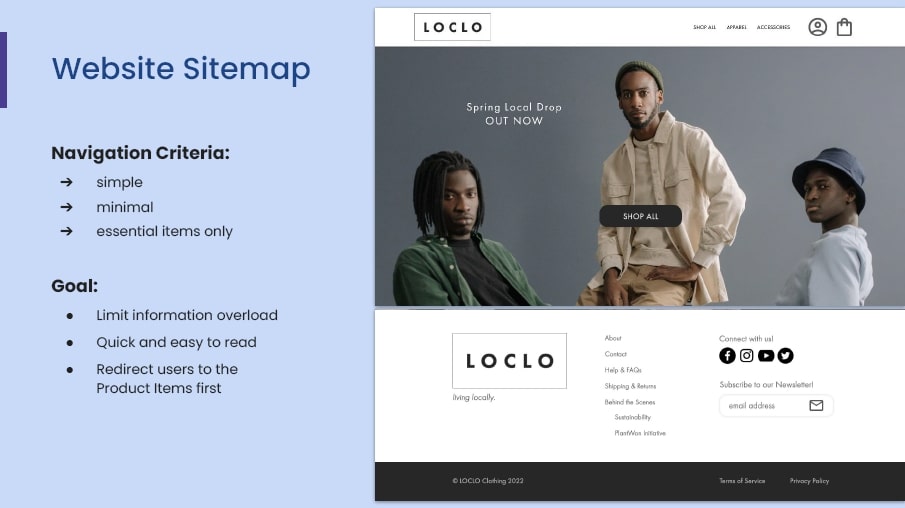 Website Sitemap
Navigation Criteria:
➔ simple
➔ minimal
➔ essential items only
Goal:
● Limit information overload
● Quick and easy to read
● Redirect users to the
Product Items first
LOCLO
SHOP ALL APPAREL ACCESSORIES
Spring Local Drop
OUT NOW
SHOP ALL
LOCLO
living locally.
About
Contact
Help & FAQs
Shipping & Returns
Behind the Scenes
Sustainability
PlantWon Initiative
Connect with us!
Subscribe to our Newsletter!
email address
© LOCLO Clothing 2022
Terms of Service Privacy Policy